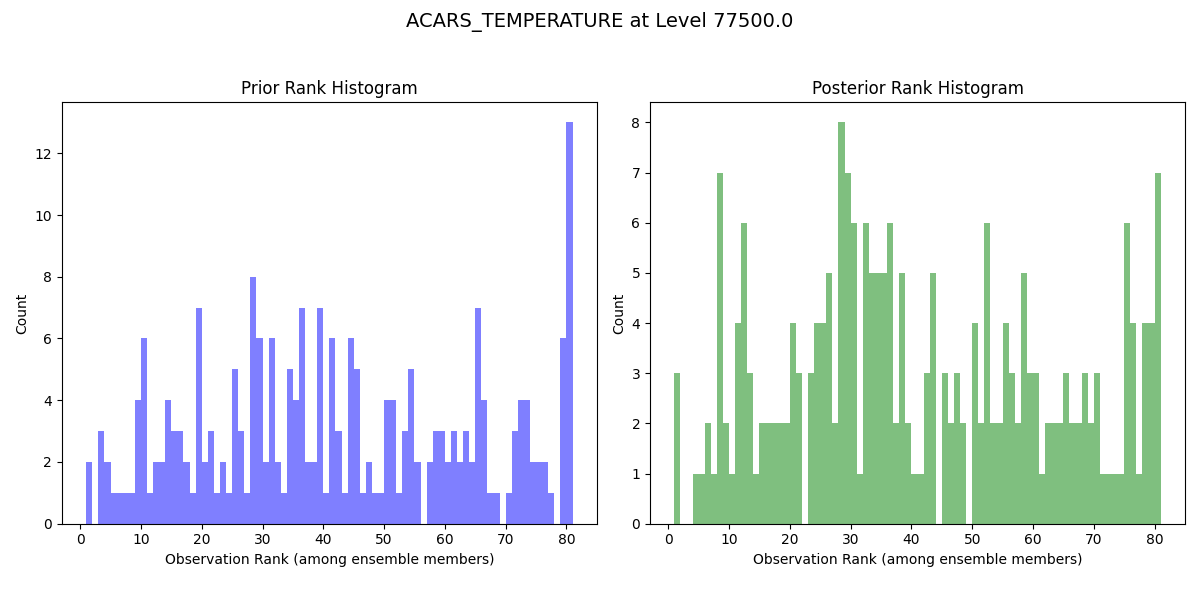 ACARS_TEMPERATURE at Level 77500.0
Prior Rank Histogram
Count
12
10
8
6
4
2
0
0 10 20 30 40 50 60 70 80
Observation Rank (among ensemble members)
Posterior Rank Histogram
Count
8
7
6
5
4
3
2
1
0
0 10 20 30 40 50 60 70 80
Observation Rank (among ensemble members)